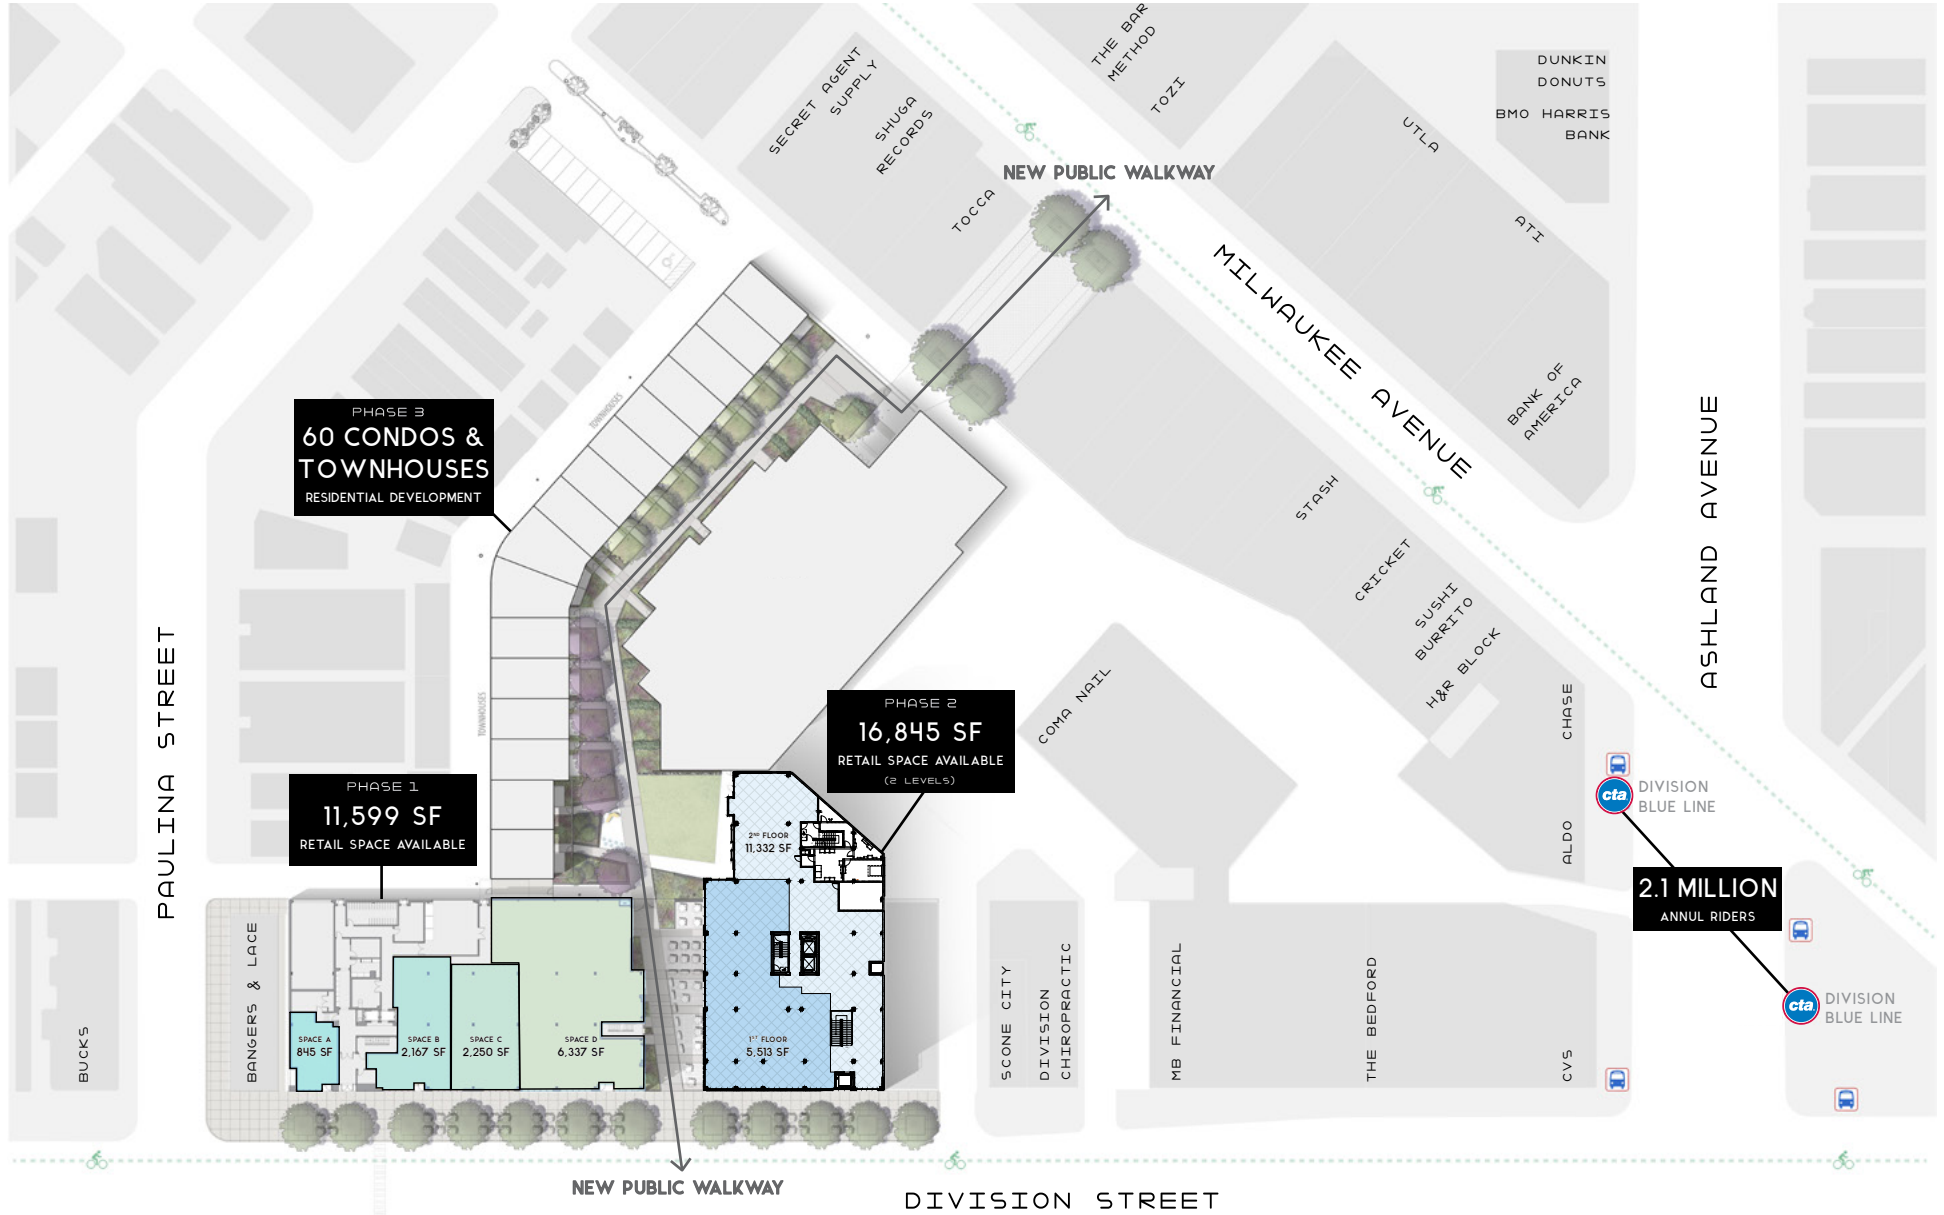 THE BAR
METHOD
TOZI
SECRET AGENT
SUPPLY
SHUGA
RECORDS
TOCCA
DUNKIN
DONUTS
BMO HARRIS
BANK
UTLA
ATI
BANK OF
AMERICA
NEW PUBLIC WALKWAY
MILWAUKEE AVENUE
ASHLAND AVENUE
PAULINA STREET
TOWNHOUSES
PHASE 3
60 CONDOS &
TOWNHOUSES
RESIDENTIAL DEVELOPMENT
TOWNHOUSES
STASH
CRICKET
SUSHI
BURRITO
H&R BLOCK
CHASE
ALDO
COMA NAIL
PHASE 2
16,845 SF
RETAIL SPACE AVAILABLE
(2 LEVELS)
PHASE 1
11,599 SF
RETAIL SPACE AVAILABLE
cta
DIVISION
BLUE LINE
2.1 MILLION
ANNUL RIDERS
cta
DIVISION
BLUE LINE
2ND FLOOR
11,332 SF
1ST FLOOR
5,513 SF
SPACE A
845 SF
SPACE B
2,167 SF
SPACE C
2,250 SF
SPACE D
6,337 SF
BUCKS
BANGERS & LACE
SCONE CITY
DIVISION
CHIROPRACTIC
MB FINANCIAL
THE BEDFORD
CVS
NEW PUBLIC WALKWAY
DIVISION STREET